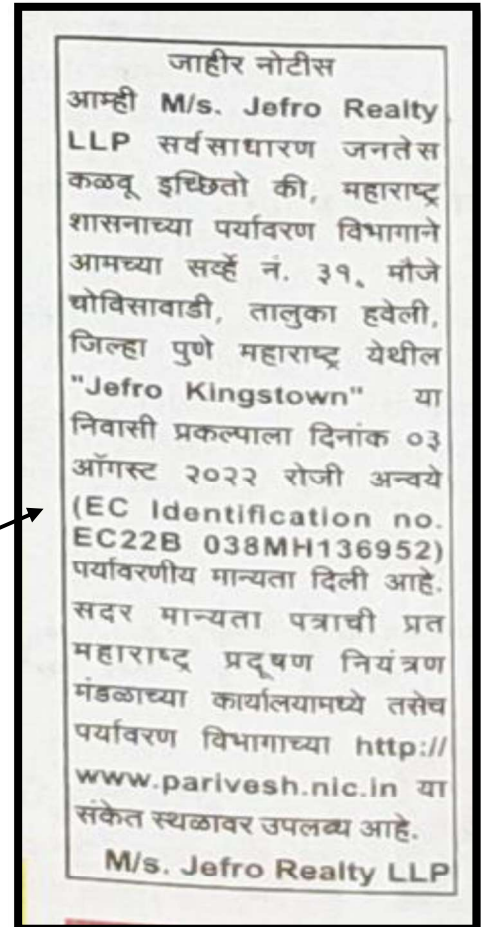 जाहीर नोटीस
आम्ही M/s. Jefro Realty
LLP सर्वसाधारण जनतेस
कळवू इच्छितो की, महाराष्ट्र
शासनाच्या पर्यावरण विभागाने
आमच्या सर्व्हे नं. ३१, मौजे
चोविसावाडी, तालुका हवेली,
जिल्हा पुणे महाराष्ट्र येथील
"Jefro Kingstown" या
निवासी प्रकल्पाला दिनांक ०३
ऑगस्ट २०२२ रोजी अन्वये
(EC Identification no.
EC22B 038MH136952)
पर्यावरणीय मान्यता दिली आहे.
सदर मान्यता पत्राची प्रत
महाराष्ट्र प्रदूषण नियंत्रण
मंडळाच्या कार्यालयामध्ये तसेच
पर्यावरण विभागाच्या http://
www.parivesh.nic.in या
संकेत स्थळावर उपलब्ध आहे.
M/s. Jefro Realty LLP